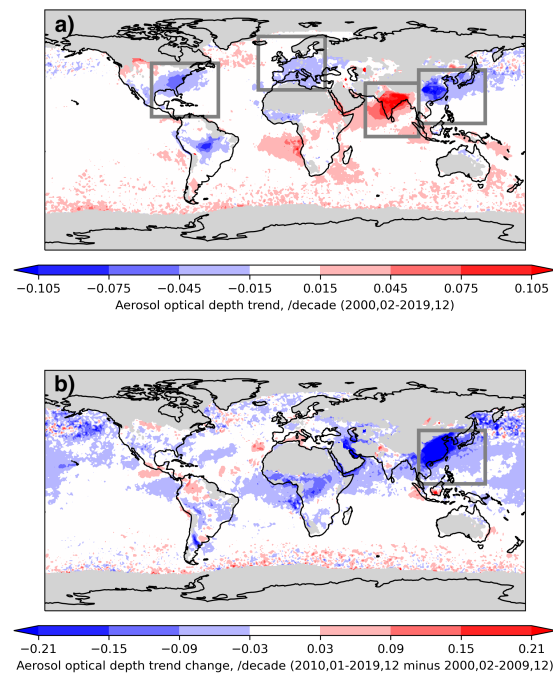 a)
−0.105 −0.075 −0.045 −0.015 0.015 0.045 0.085 0.105
Aerosol optical depth trend, /decade (2000,02-2019,12)
b)
−0.21 −0.15 −0.09 −0.03 0.03 0.09 0.15 0.21
Aerosol optical depth trend change, /decade (2010,01-2019,12 minus 2000,02-2009,12)